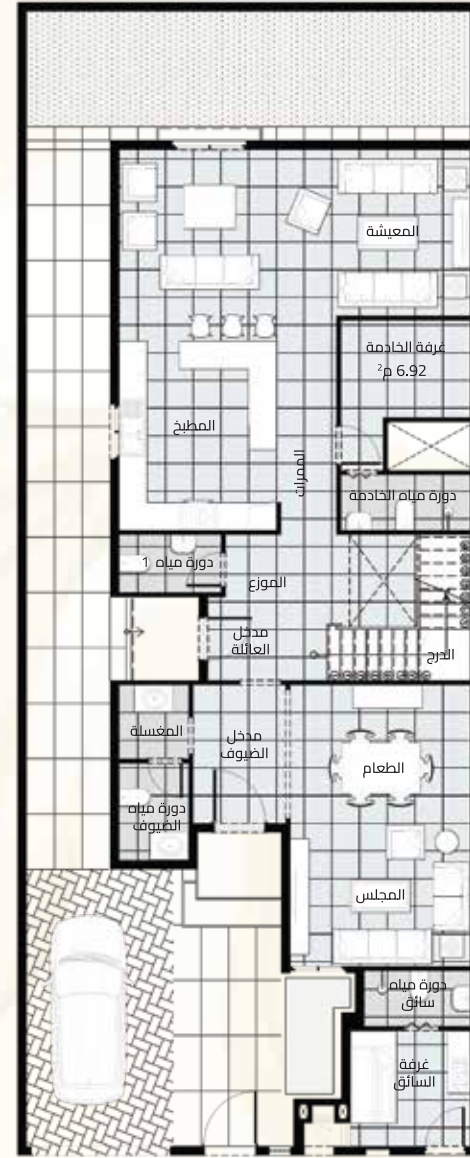 المعيشة
غرفة الخادمة
6.92 م²
المطبخ
الممرات
دورة مياه الخادمة
دورة مياه 1
الموزع
مدخل
العائلة
الدرج
المغسلة
مدخل
الضيوف
الطعام
دورة مياه
الضيوف
المجلس
دورة مياه
سائق
غرفة
السائق